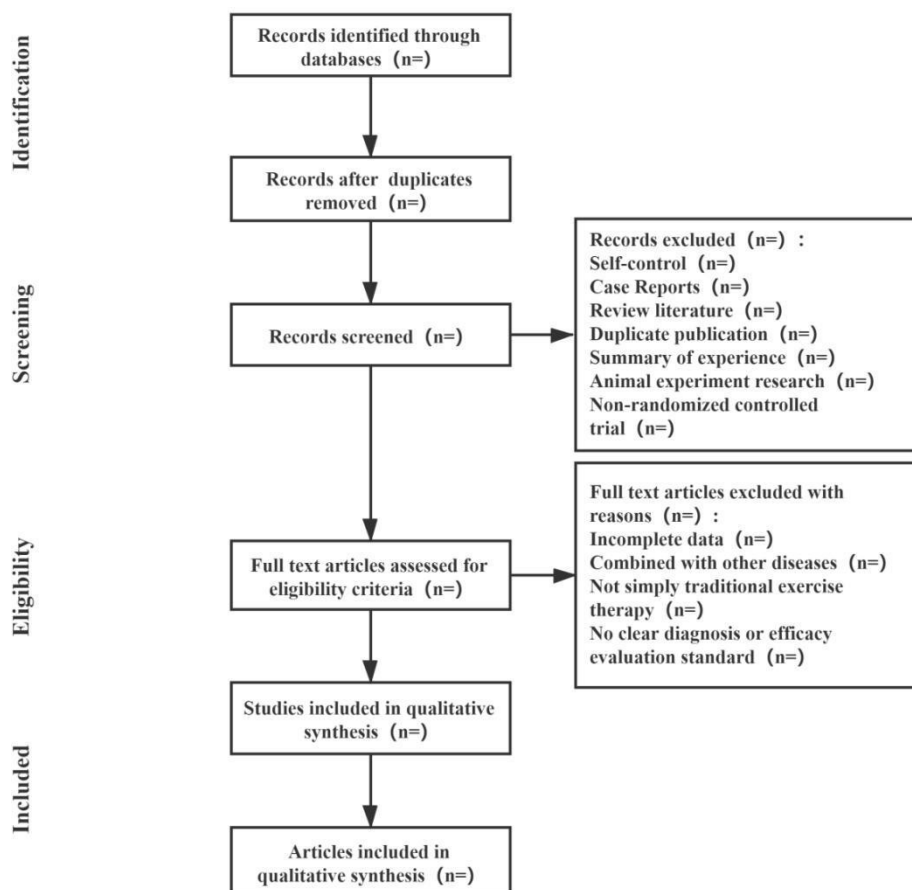 Identification
Records identified through
databases (n=)
Records after duplicates
removed (n=)
Screening
Records screened (n=)
Records excluded (n=) :
Self-control (n=)
Case Reports (n=)
Review literature (n=)
Duplicate publication (n=)
Summary of experience (n=)
Animal experiment research (n=)
Non-randomized controlled
trial (n=)
Eligibility
Full text articles assessed for
eligibility criteria (n=)
Full text articles excluded with
reasons (n=) :
Incomplete data (n=)
Combined with other diseases (n=)
Not simply traditional exercise
therapy (n=)
No clear diagnosis or efficacy
evaluation standard (n=)
Included
Studies included in qualitative
synthesis (n=)
Articles included in
qualitative synthesis (n=)